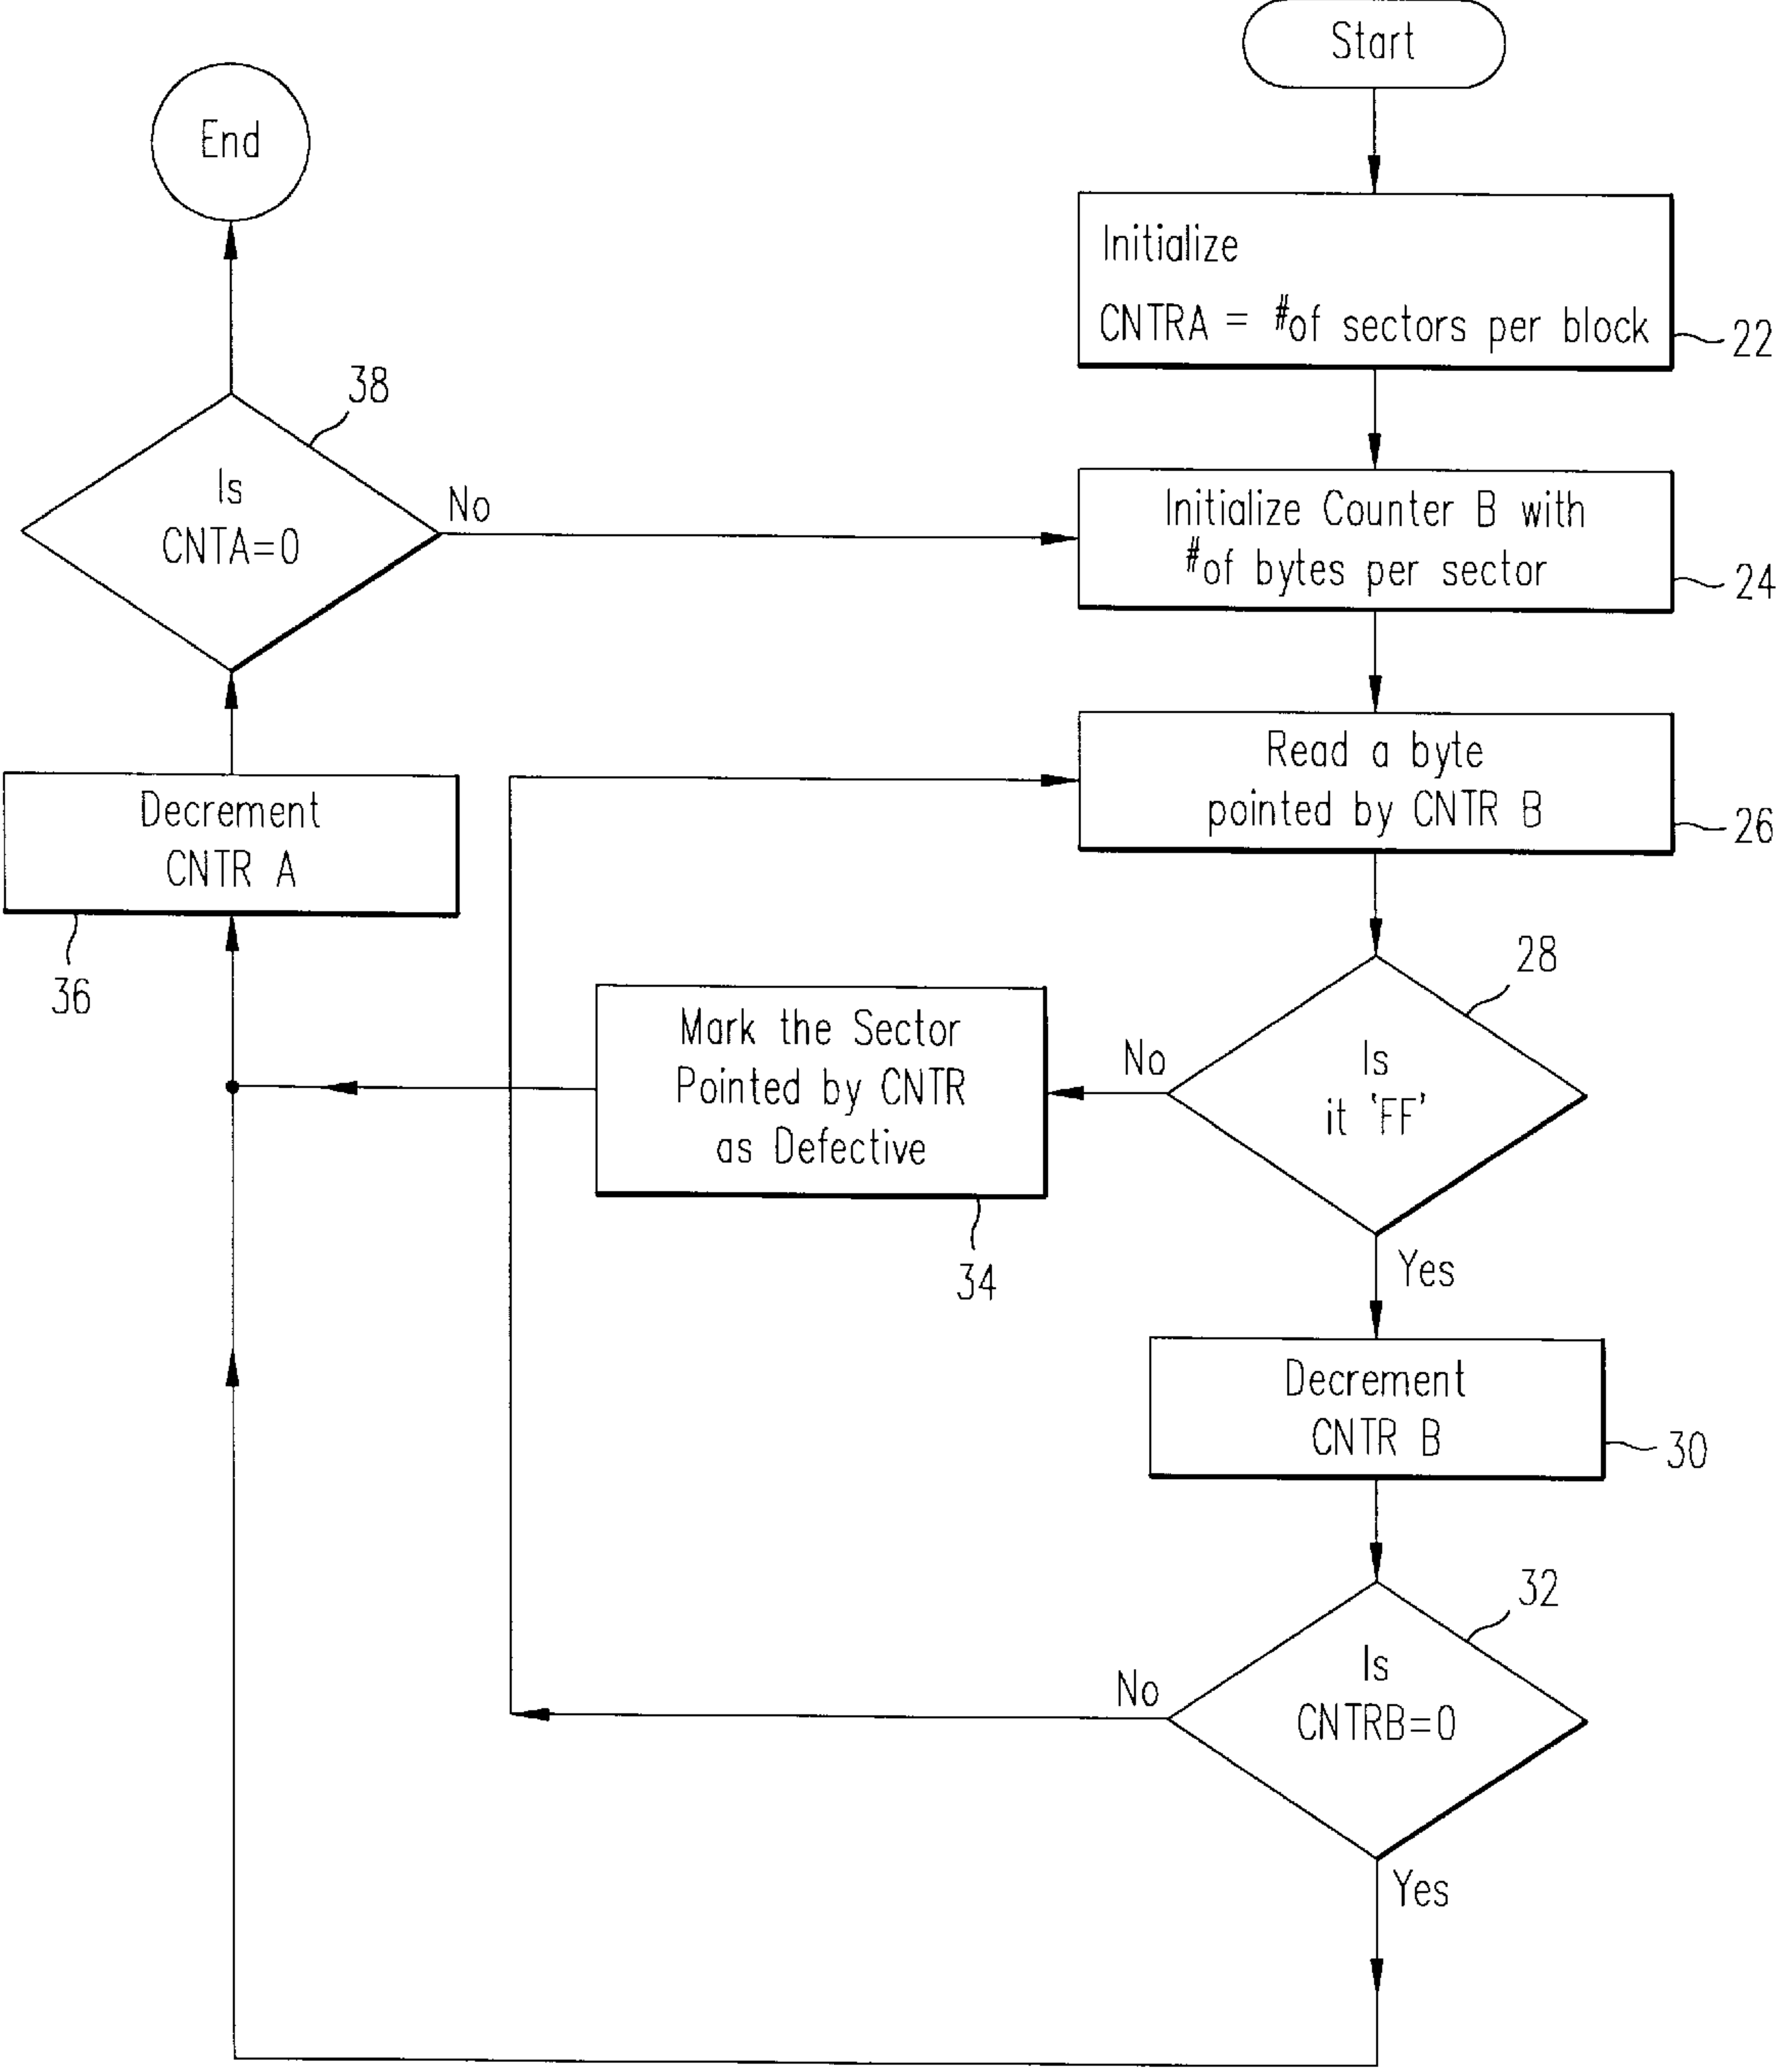 Start
End
Initialize
CNTRA = #of sectors per block
22
38
Is
CNTA=0
No
Initialize Counter B with
#of bytes per sector
24
Read a byte
pointed by CNTR B
26
Decrement
CNTR A
36
28
Is
it 'FF'
No
Mark the Sector
Pointed by CNTR
as Defective
34
Yes
Decrement
CNTR B
30
32
Is
CNTRB=0
No
Yes